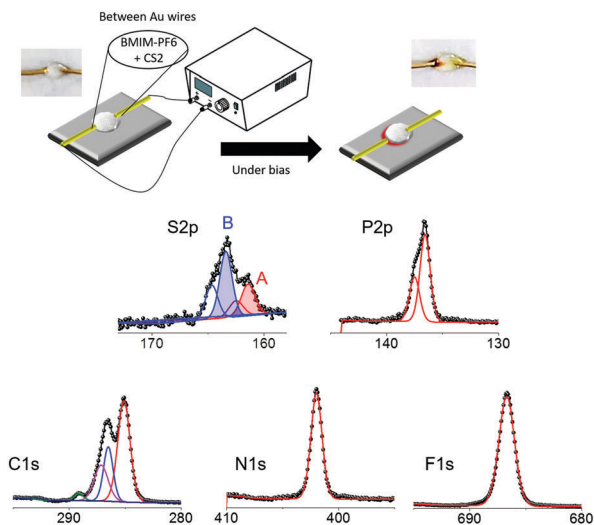 Between Au wires
BMIM-PF6
+ CS2
Under bias
S2p
B
A
170
160
P2p
140
130
C1s
290
280
N1s
410
400
F1s
690
680